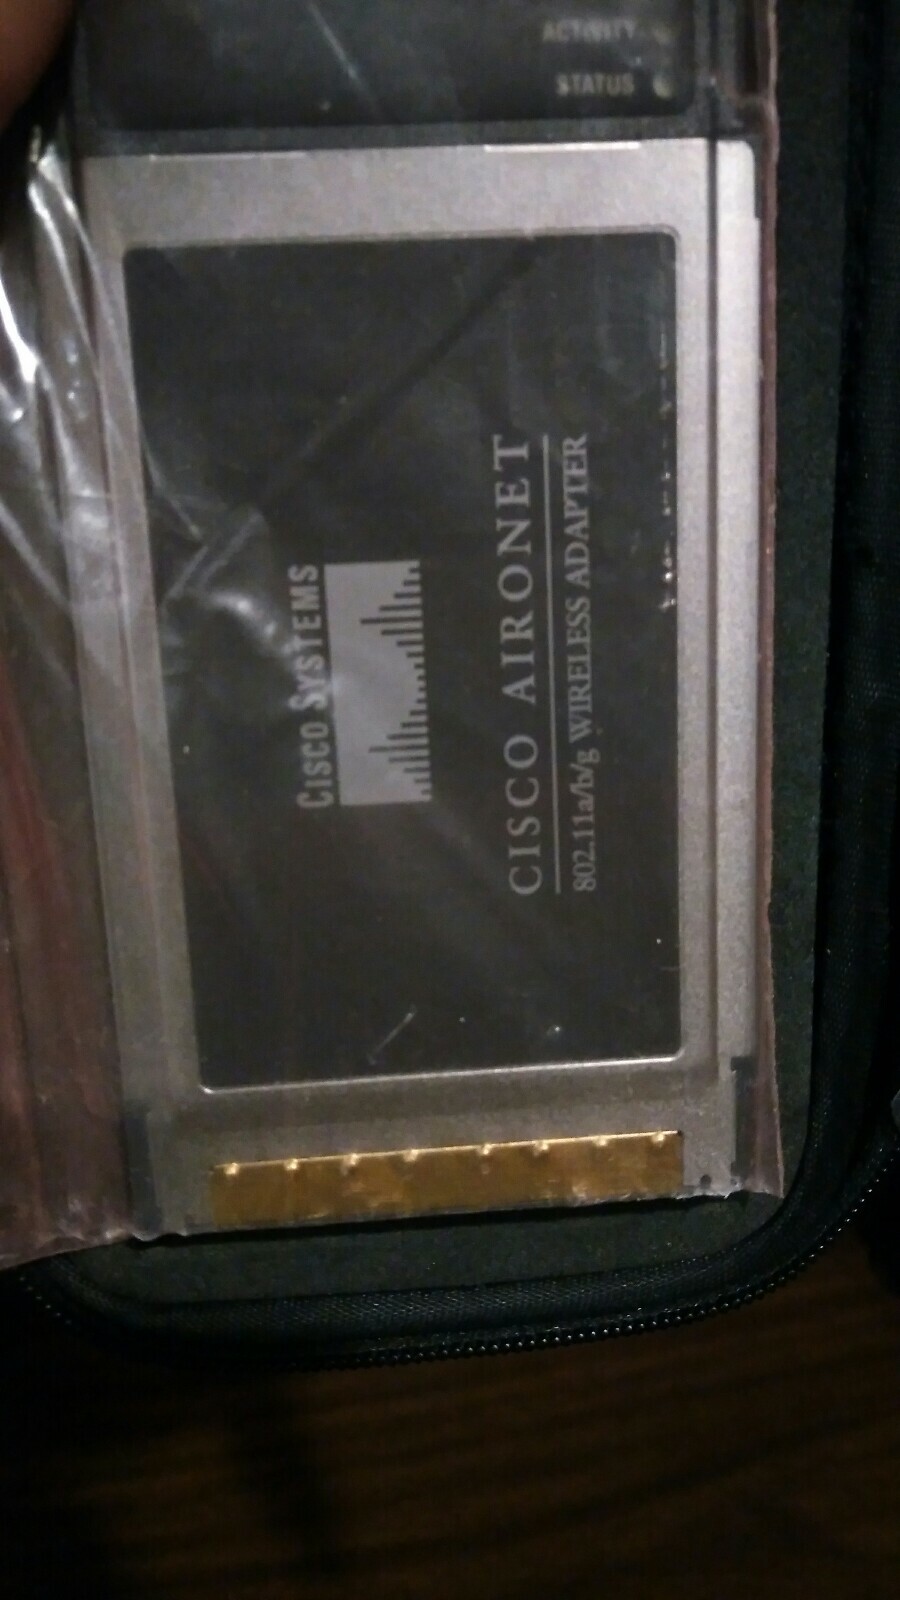 ACTIVITY
STATUS
CISCO SYSTEMS
CISCO AIRONET
802.11a/b/g WIRELESS ADAPTER